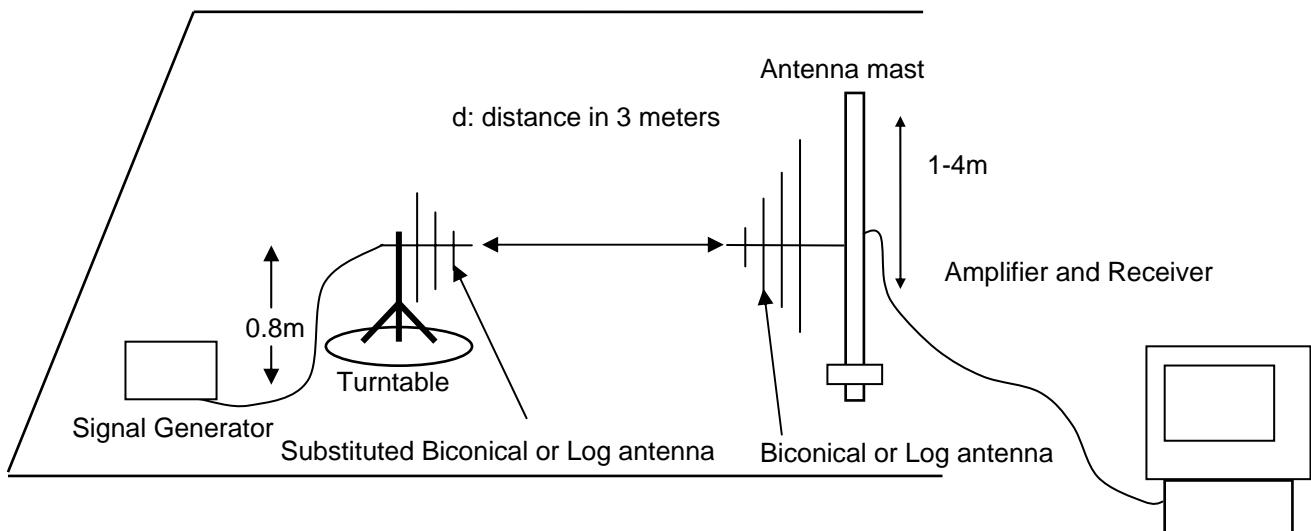 Antenna mast
d: distance in 3 meters
1-4m
Amplifier and Receiver
0.8m
Turntable
Signal Generator
Substituted Biconical or Log antenna
Biconical or Log antenna